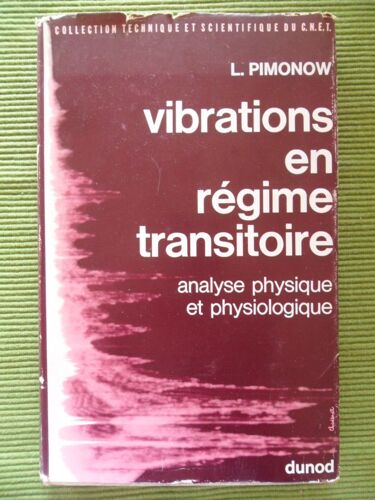 COLLECTION TECHNIQUE ET SCIENTIFIQUE DU C.N.E.T.
L. PIMONOW
vibrations
en
régime
transitoire
analyse physique
et physiologique
dunod